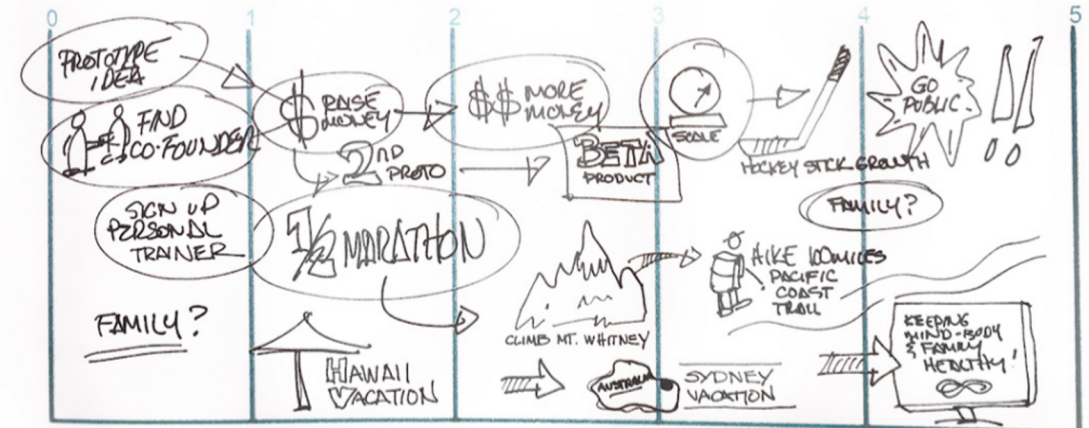 0 1 2 3 4 5
PROTOTYPE
IDEA
FIND
CO-FOUNDER
$ RAISE
MONEY
2ND
PROTO
$$ MORE
MONEY
BETA
PRODUCT
SCALE
HOCKEY STICK GROWTH
GO
PUBLIC
!!
FAMILY?
SIGN UP
PERSONAL
TRAINER
1/2 MARATHON
CLIMB MT. WHITNEY
HIKE 100 MILES
PACIFIC
COAST
TRAIL
FAMILY?
HAWAII
VACATION
AUSTRALIA
SYDNEY
VACATION
KEEPING
MIND-BODY
& FAMILY
HEALTHY!